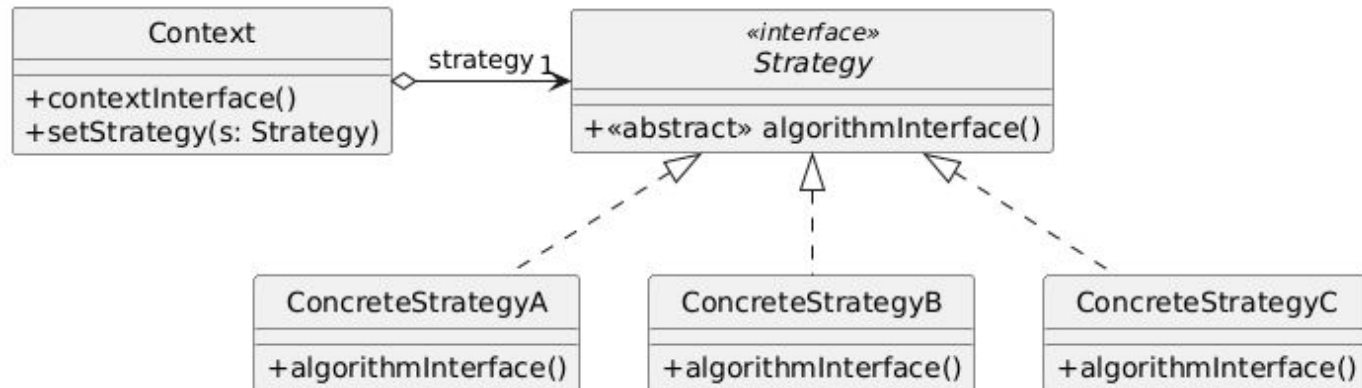 Context
+contextInterface()
+setStrategy(s: Strategy)
strategy 1
«interface»
Strategy
+«abstract» algorithmInterface()
ConcreteStrategyA
+algorithmInterface()
ConcreteStrategyB
+algorithmInterface()
ConcreteStrategyC
+algorithmInterface()